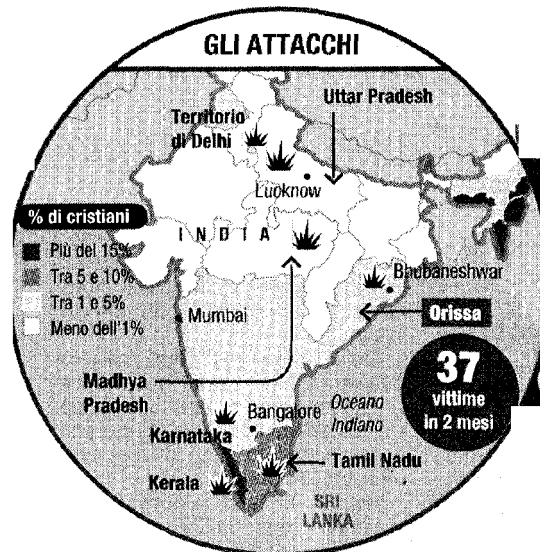 GLI ATTACCHI
Territorio
di Delhi
Uttar Pradesh
Lucknow
% di cristiani
Più del 15%
Tra 5 e 10%
Tra 1 e 5%
Meno dell'1%
INDIA
Bhubaneshwar
Mumbai
Orissa
37
vittime
in 2 mesi
Madhya
Pradesh
Bangalore
Oceano
Indiano
Karnataka
Tamil Nadu
Kerala
SRI
LANKA